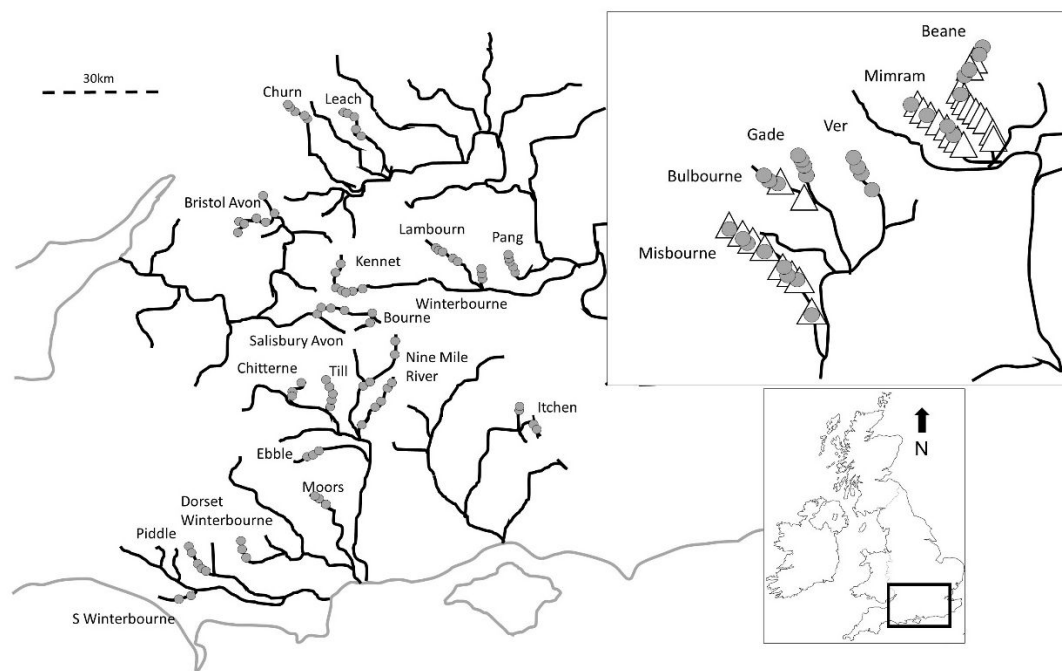 30km
Churn
Leach
Bristol Avon
Lambourn
Pang
Kennet
Winterbourne
Bourne
Salisbury Avon
Nine Mile
River
Chitterne
Till
Itchen
Ebble
Moors
Dorset
Winterbourne
Piddle
S Winterbourne
Beane
Mimram
Gade
Ver
Bulbourne
Misbourne
N